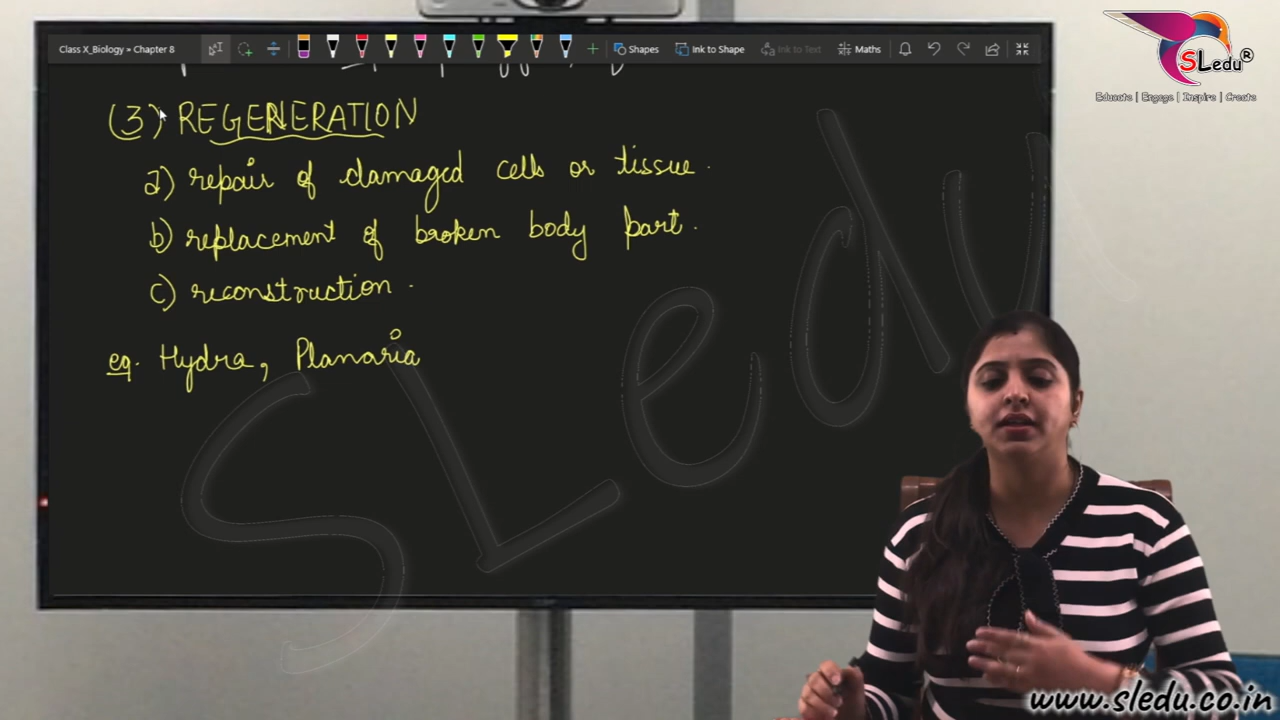 Class X_Biology » Chapter 8
Shapes
Ink to Shape
Ink to Text
Maths
SLedu®
Educate | Engage | Inspire | Create
(3) REGENERATION
a) repair of damaged cells or tissue.
b) replacement of broken body part.
c) reconstruction.
eg. Hydra, Planaria
SLedu
www.sledu.co.in